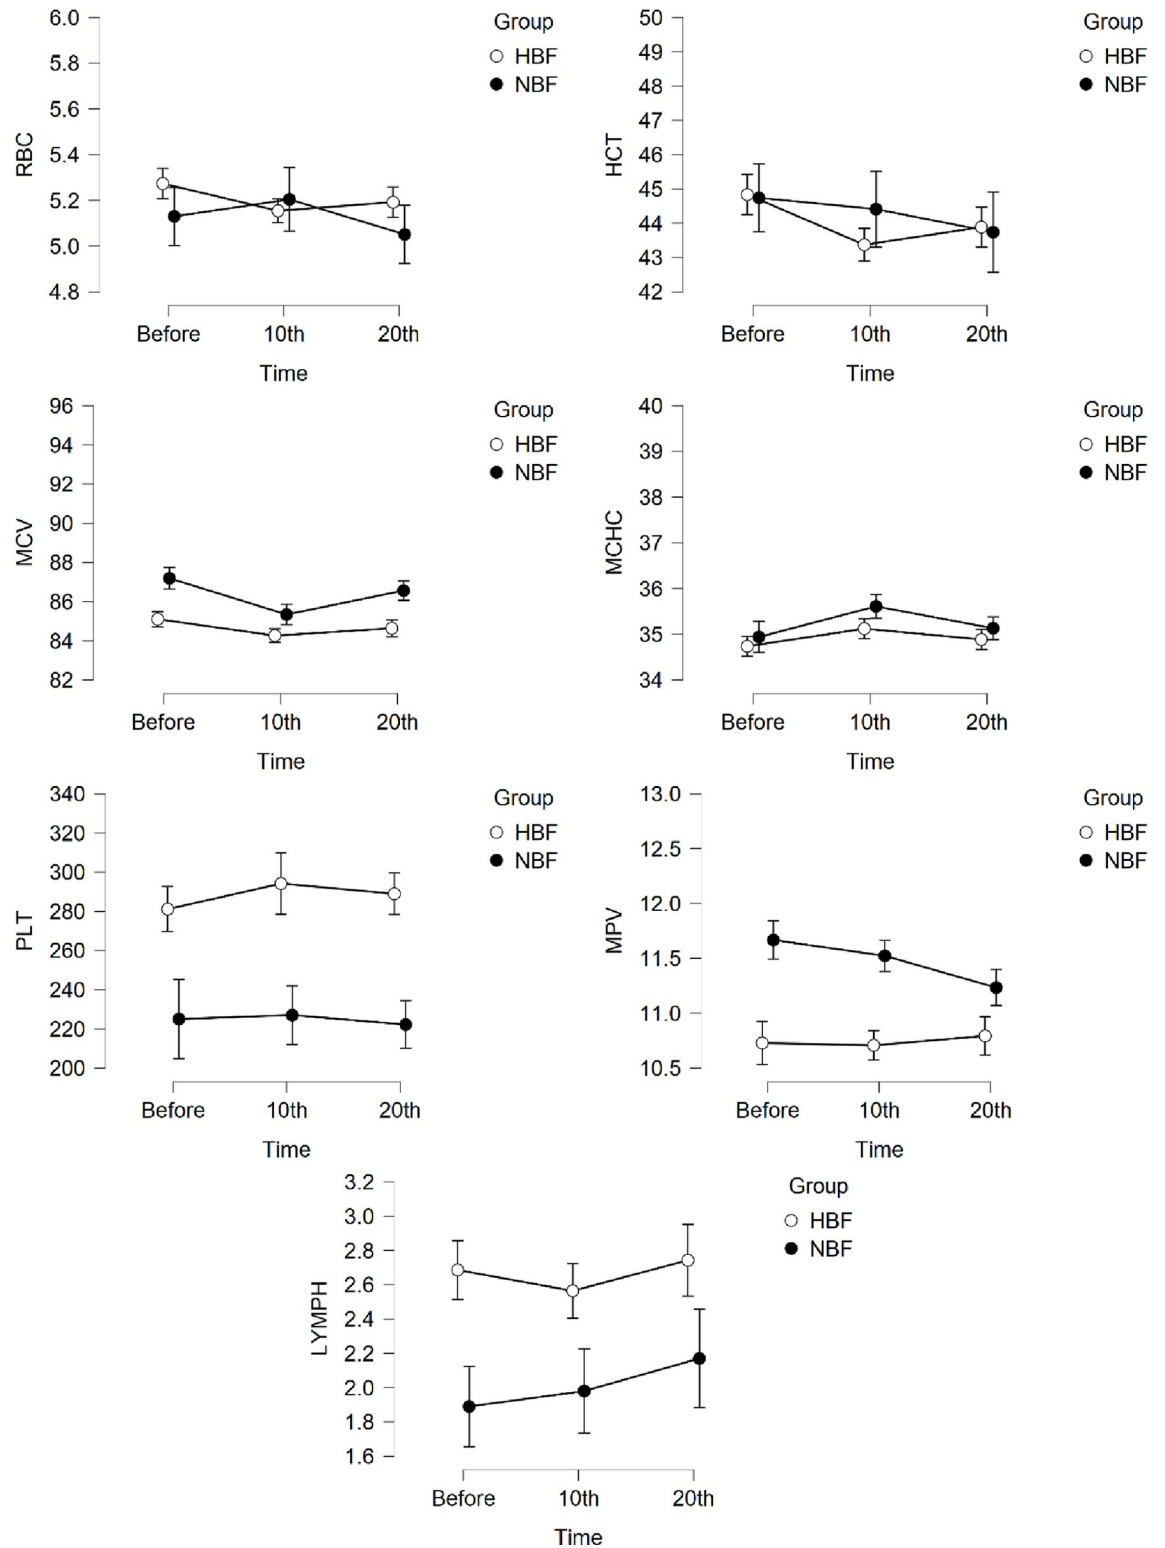 RBC
6.0
5.8
5.6
5.4
5.2
5.0
4.8
Before 10th 20th
Time
Group
HBF
NBF
HCT
50
49
48
47
46
45
44
43
42
Before 10th 20th
Time
Group
HBF
NBF
MCV
96
94
92
90
88
86
84
82
Before 10th 20th
Time
Group
HBF
NBF
MCHC
40
39
38
37
36
35
34
Before 10th 20th
Time
Group
HBF
NBF
PLT
340
320
300
280
260
240
220
200
Before 10th 20th
Time
Group
HBF
NBF
MPV
13.0
12.5
12.0
11.5
11.0
10.5
Before 10th 20th
Time
Group
HBF
NBF
LYMPH
3.2
3.0
2.8
2.6
2.4
2.2
2.0
1.8
1.6
Before 10th 20th
Time
Group
HBF
NBF